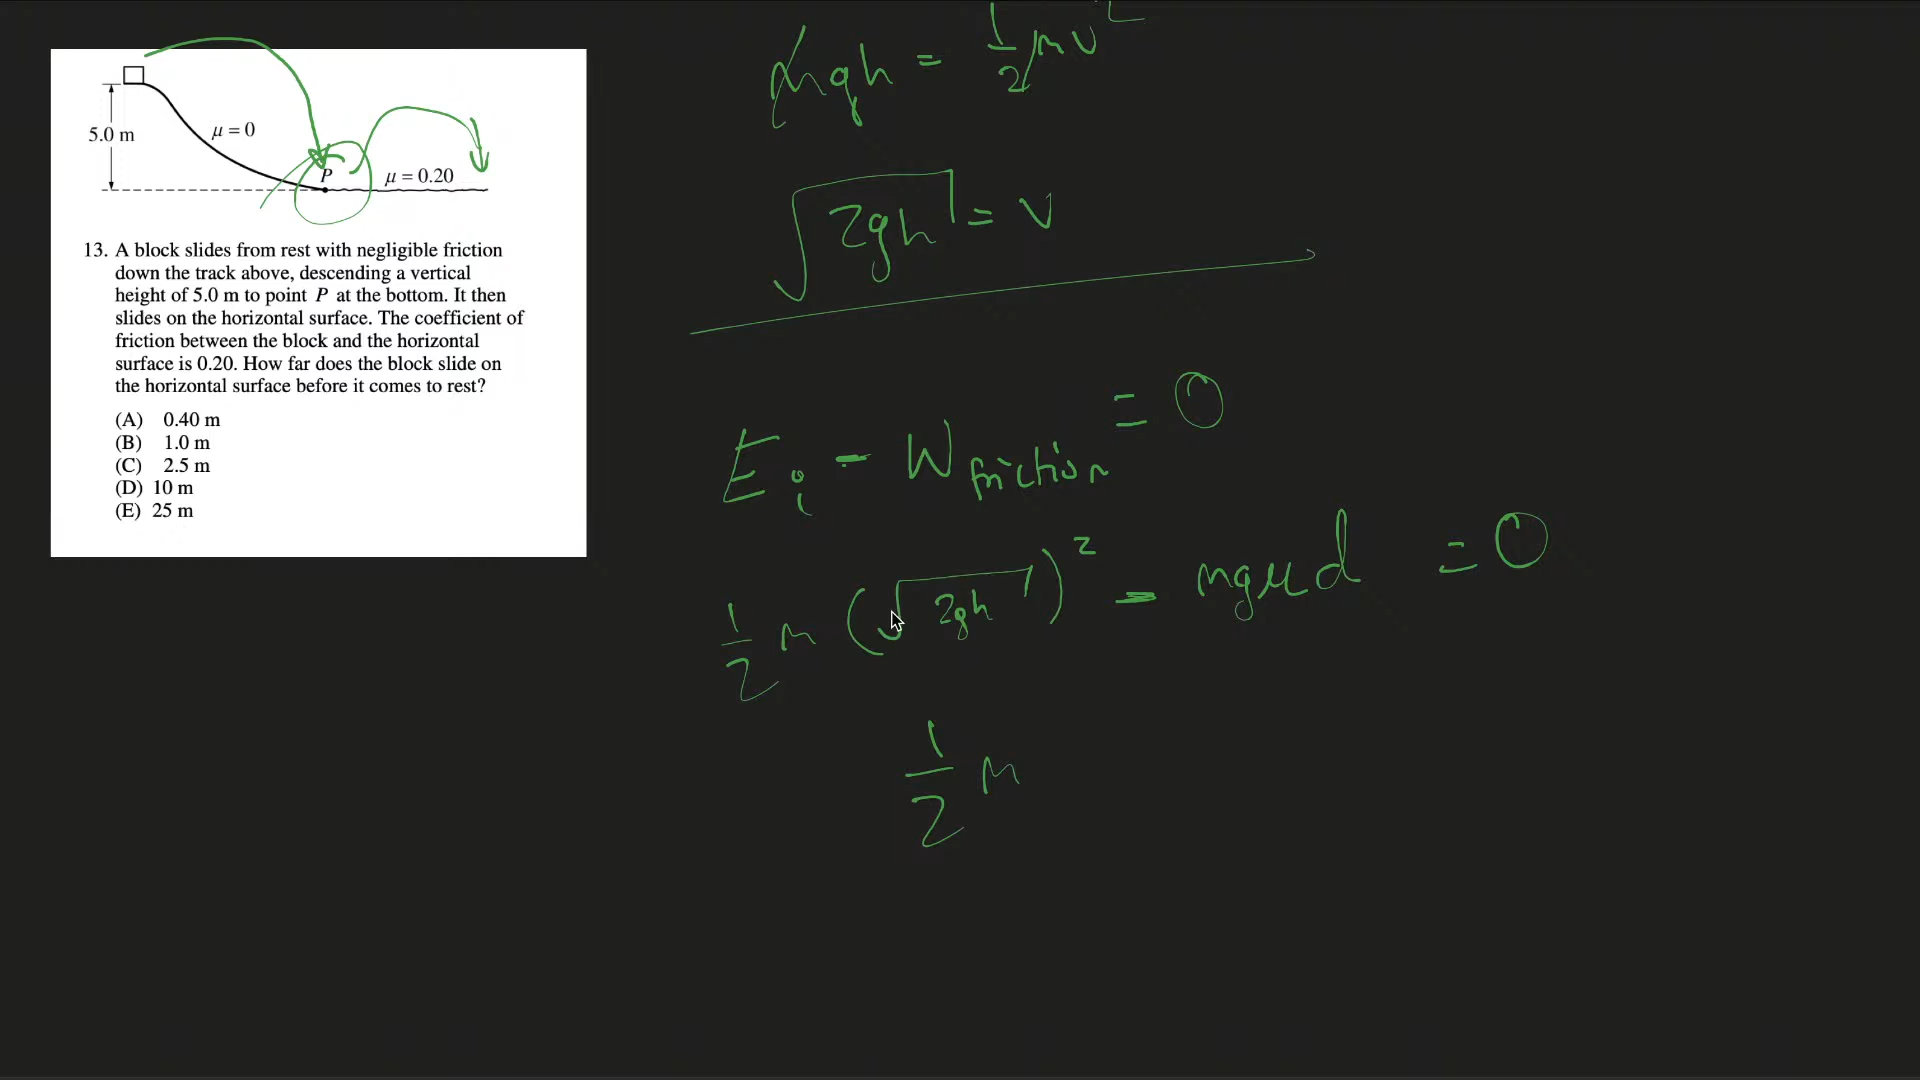 5.0 m
μ = 0
P
μ = 0.20
13. A block slides from rest with negligible friction
down the track above, descending a vertical
height of 5.0 m to point P at the bottom. It then
slides on the horizontal surface. The coefficient of
friction between the block and the horizontal
surface is 0.20. How far does the block slide on
the horizontal surface before it comes to rest?
(A) 0.40 m
(B) 1.0 m
(C) 2.5 m
(D) 10 m
(E) 25 m
mgh = 1/2 mv²
√2gh = v
Ei - Wfriction = 0
1/2 m (√2gh)² - mgμd = 0
1/2 m